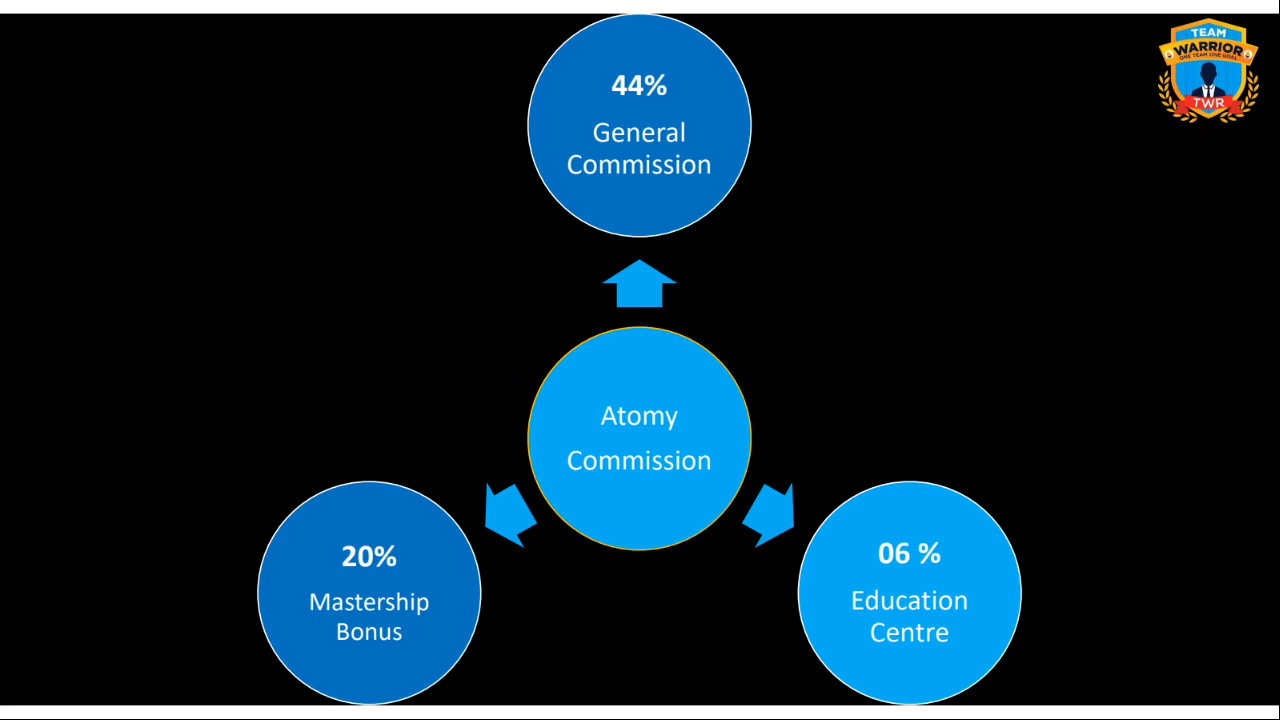 44%
General
Commission
TEAM
WARRIOR
ONE TEAM ONE GOAL
TWR
Atomy
Commission
20%
Mastership
Bonus
06 %
Education
Centre